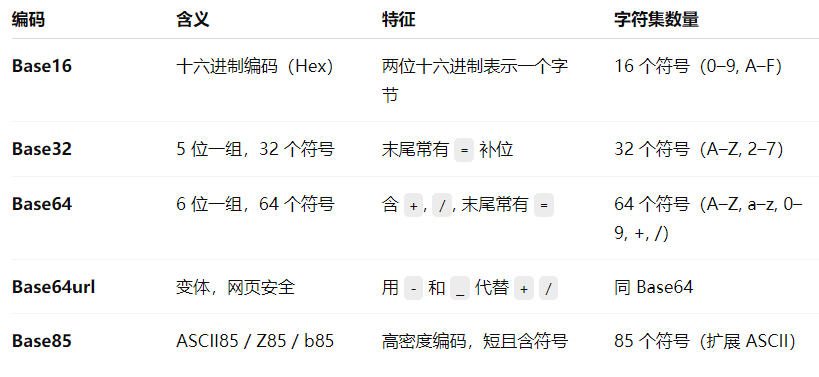 编码 含义 特征 字符集数量
Base16 十六进制编码（Hex） 两位十六进制表示一个字 16 个符号（0–9, A–F）
节
Base32 5 位一组，32 个符号 末尾常有 = 补位 32 个符号（A–Z, 2–7）
Base64 6 位一组，64 个符号 含 +, /, 末尾常有 = 64 个符号（A–Z, a–z, 0–
9, +, /）
Base64url 变体，网页安全 用 - 和 _ 代替 + / 同 Base64
Base85 ASCII85 / Z85 / b85 高密度编码，短且含符号 85 个符号（扩展 ASCII）